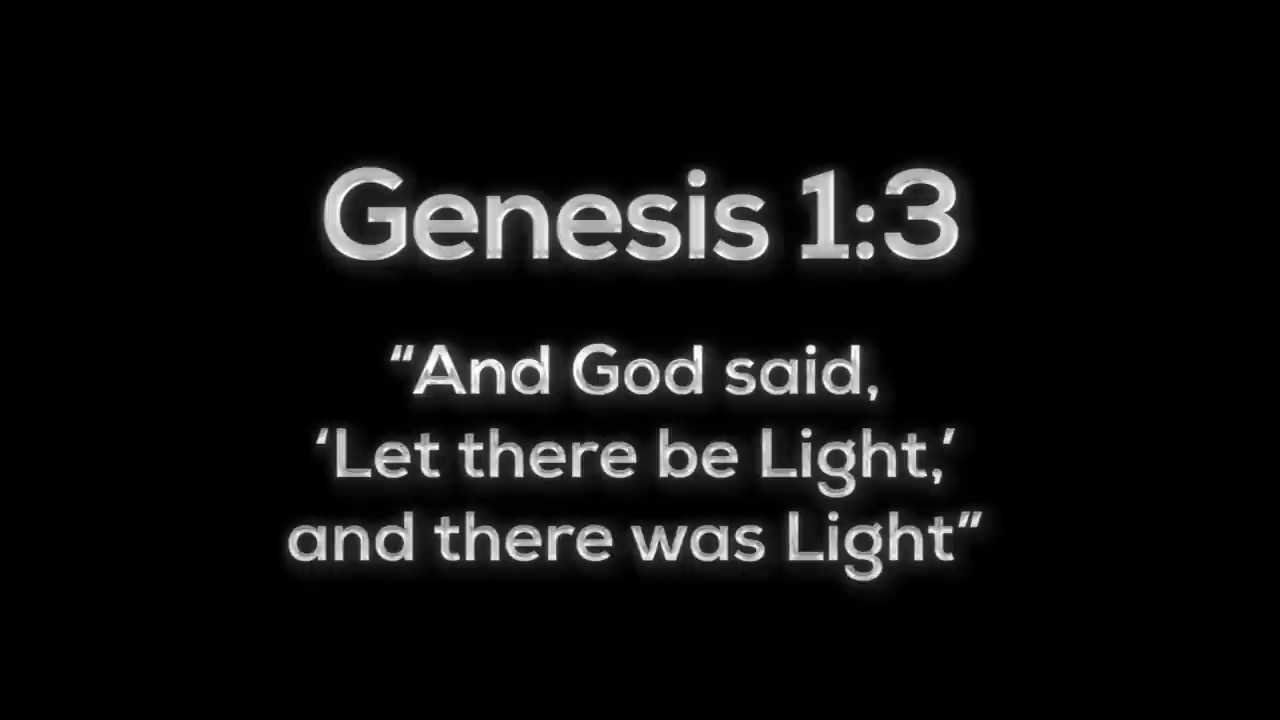 Genesis 1:3
“And God said,
‘Let there be Light,’
and there was Light”